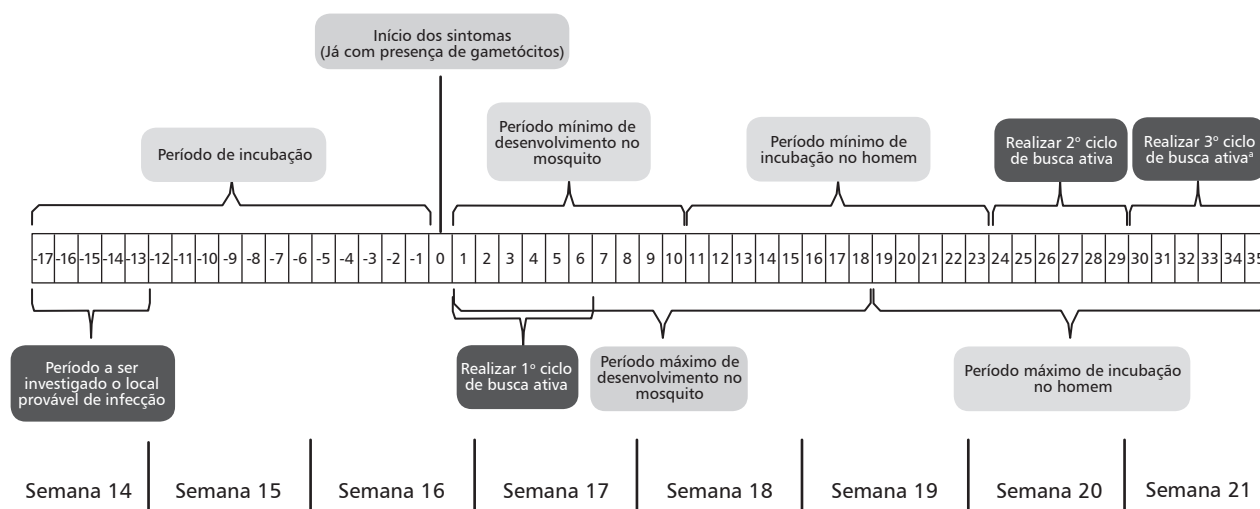 Início dos sintomas
(Já com presença de gametócitos)
Período de incubação
Período mínimo de
desenvolvimento no
mosquito
Período mínimo de
incubação no homem
Realizar 2º ciclo
de busca ativa
Realizar 3º ciclo
de busca ativaª
-17 -16 -15 -14 -13 -12 -11 -10 -9 -8 -7 -6 -5 -4 -3 -2 -1 0 1 2 3 4 5 6 7 8 9 10 11 12 13 14 15 16 17 18 19 20 21 22 23 24 25 26 27 28 29 30 31 32 33 34 35
Período a ser
investigado o local
provável de infecção
Realizar 1º ciclo
de busca ativa
Período máximo de
desenvolvimento no
mosquito
Período máximo de incubação
no homem
Semana 14 Semana 15 Semana 16 Semana 17 Semana 18 Semana 19 Semana 20 Semana 21